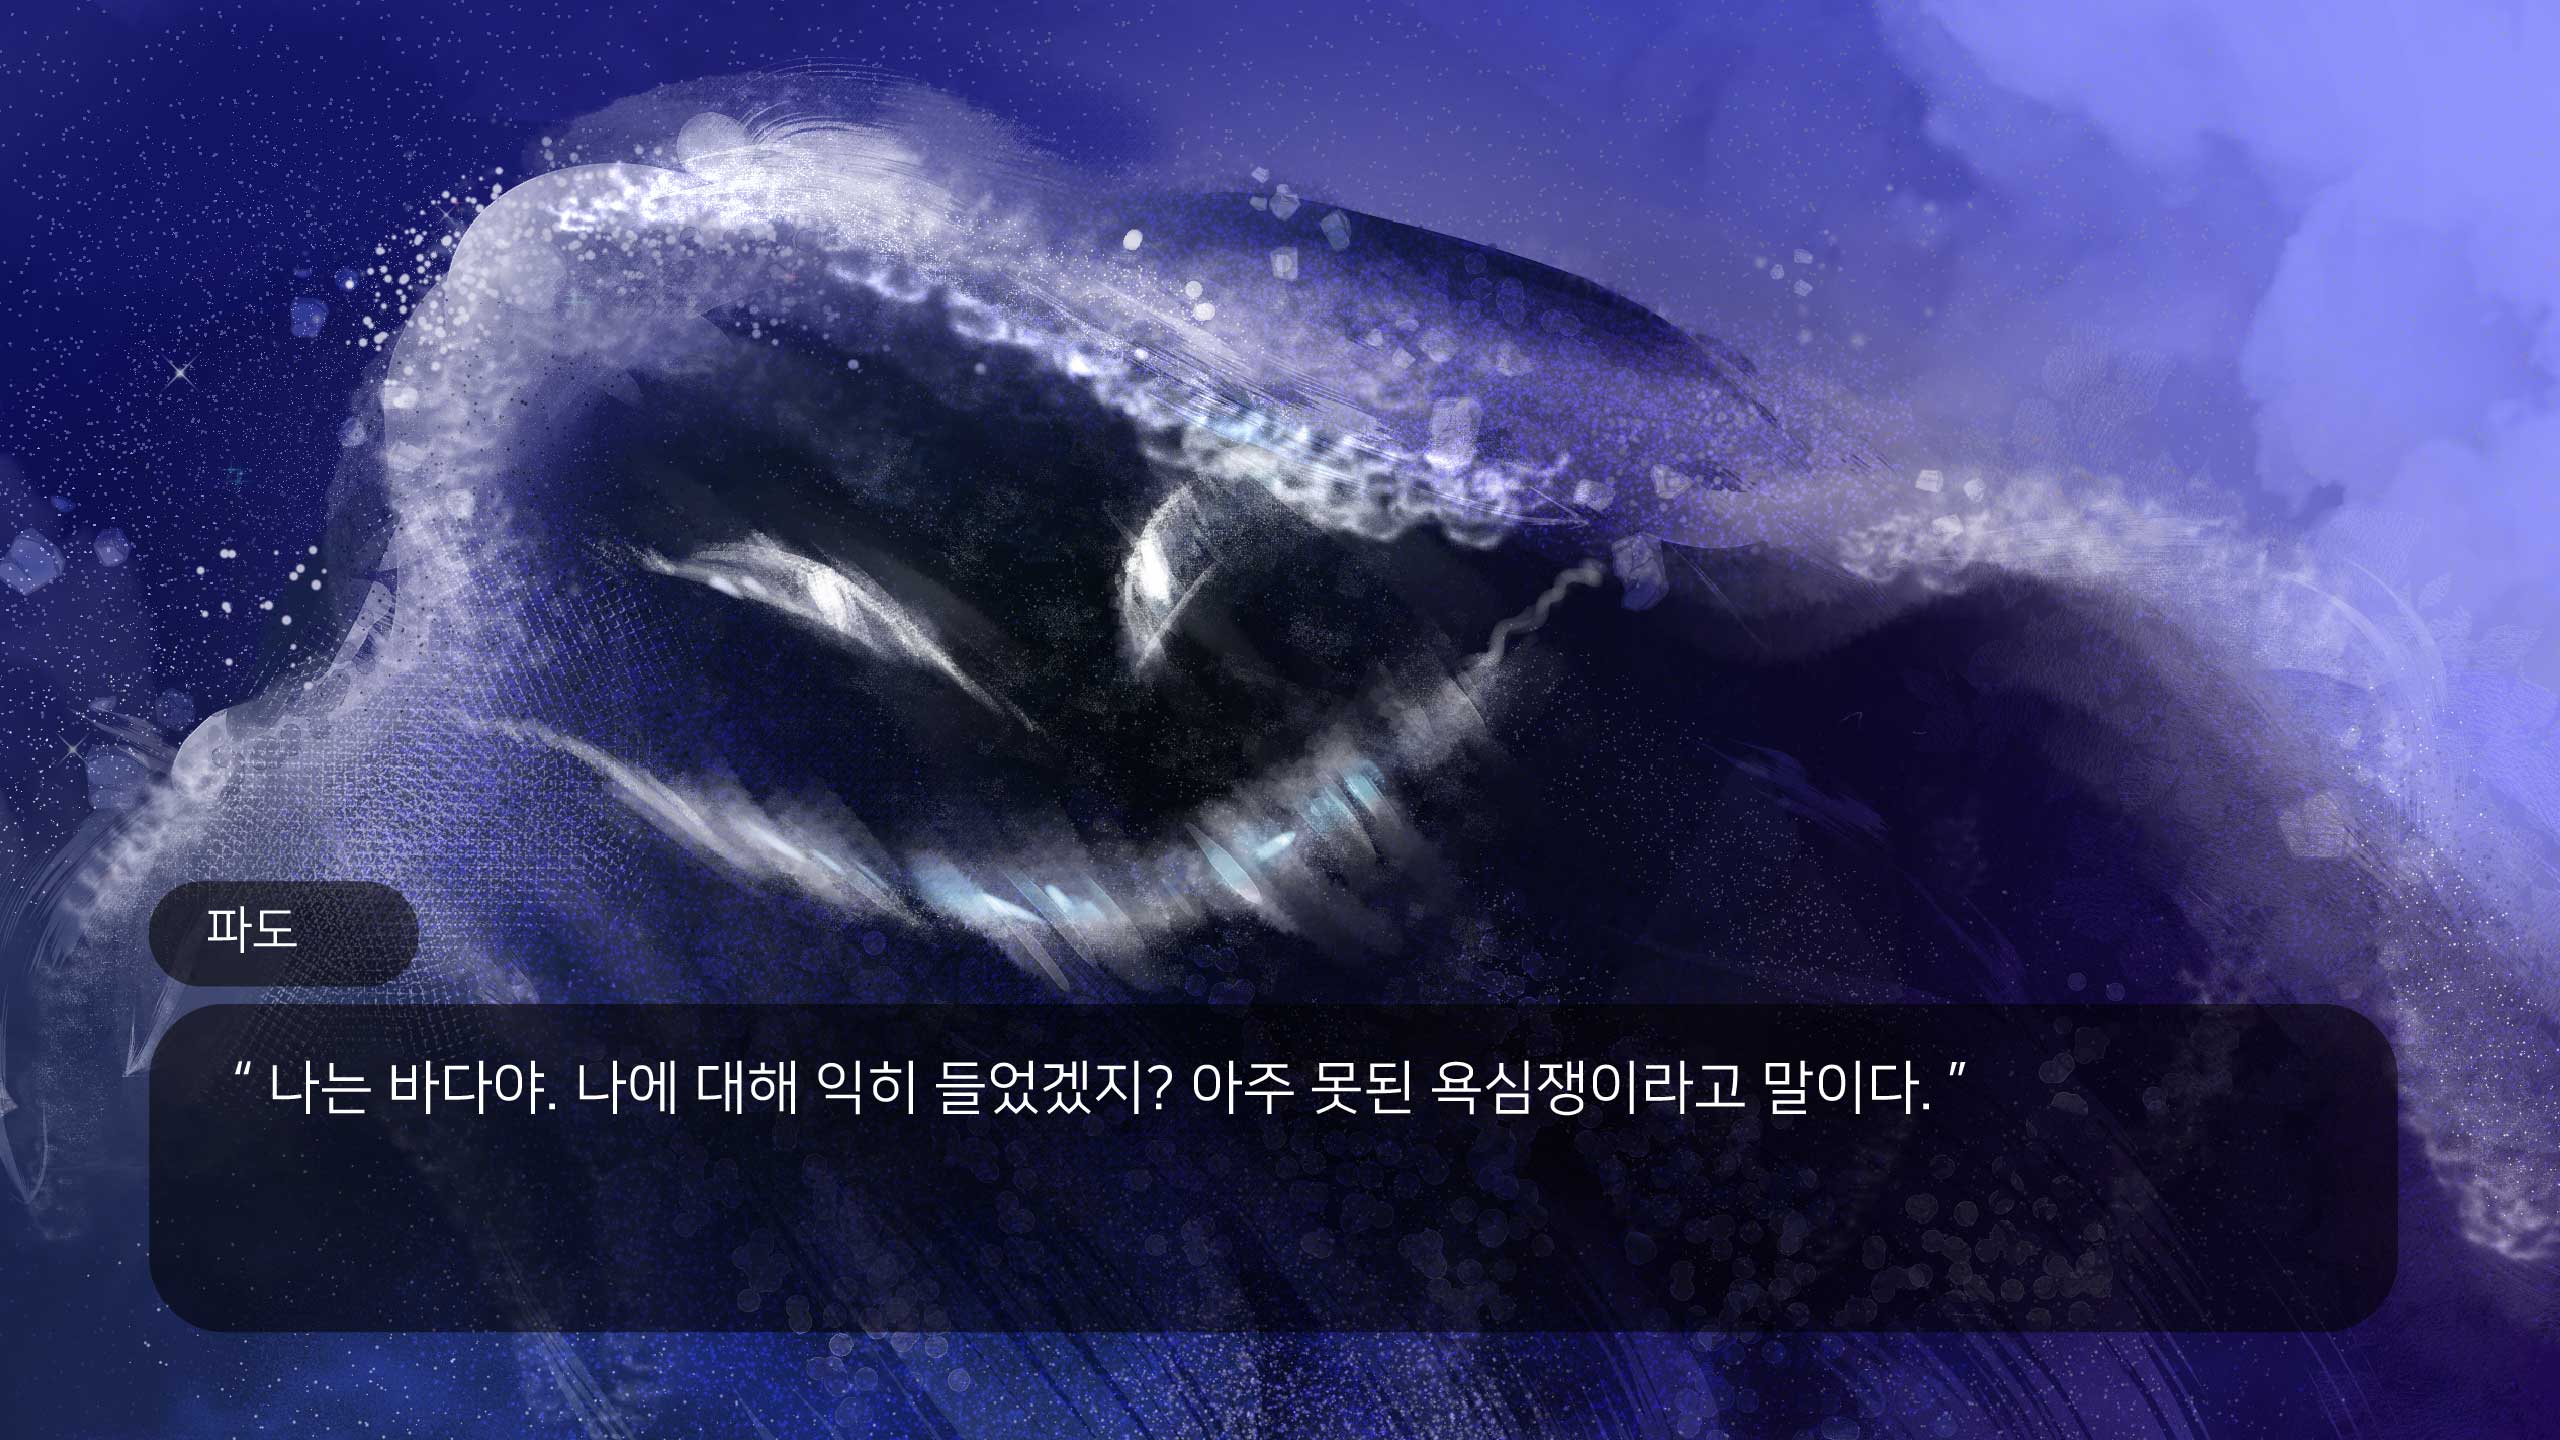 파도
“ 나는 바다야. 나에 대해 익히 들었겠지? 아주 못된 욕심쟁이라고 말이다. ”